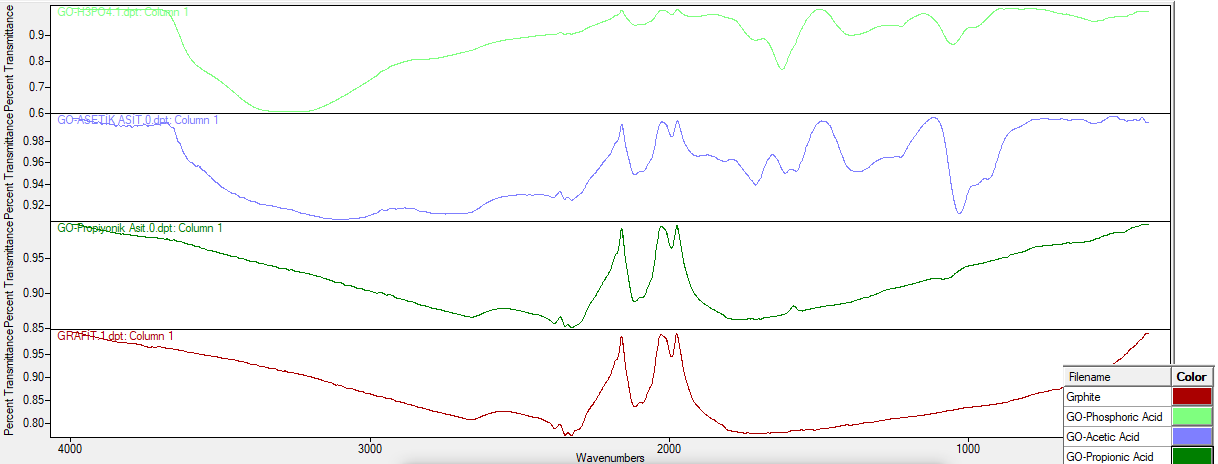 GO-H3PO4.1.dpt: Column 1
Percent Transmittance
0.9
0.8
0.7
0.6
GO-ASETİK ASİT.0.dpt: Column 1
Percent Transmittance
0.98
0.96
0.94
0.92
GO-Propiyonik Asit.0.dpt: Column 1
Percent Transmittance
0.95
0.90
0.85
GRAFİT.1.dpt: Column 1
Percent Transmittance
0.95
0.90
0.85
0.80
4000 3000 2000 1000
Wavenumbers
Filename Color
Grphite
GO-Phosphoric Acid
GO-Acetic Acid
GO-Propionic Acid